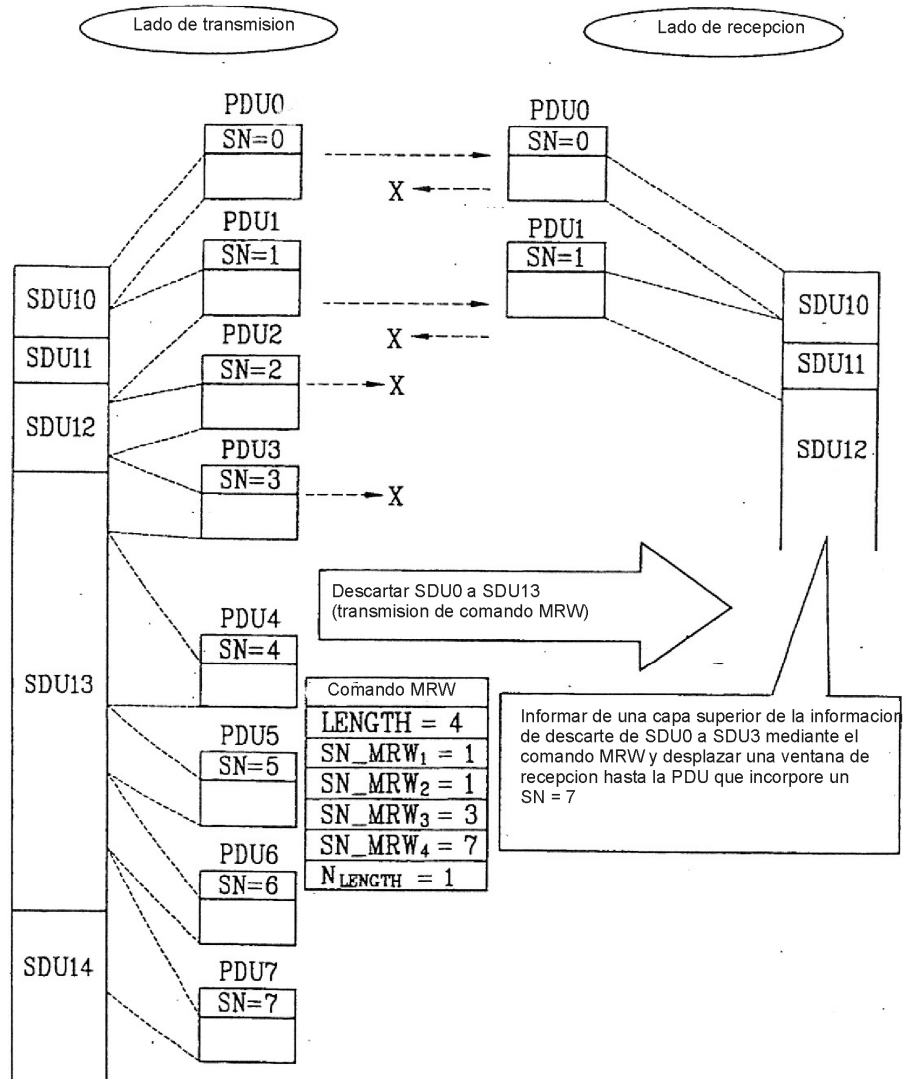 Lado de transmision
Lado de recepcion
PDU0
SN=0
X
PDU1
SN=1
X
PDU2
SN=2
X
PDU3
SN=3
X
PDU4
SN=4
PDU5
SN=5
PDU6
SN=6
PDU7
SN=7
SDU10
SDU11
SDU12
SDU13
SDU14
PDU0
SN=0
PDU1
SN=1
SDU10
SDU11
SDU12
Descartar SDU0 a SDU13
(transmision de comando MRW)
Comando MRW
LENGTH = 4
SN_MRW₁ = 1
SN_MRW₂ = 1
SN_MRW₃ = 3
SN_MRW₄ = 7
NLENGTH = 1
Informar de una capa superior de la informacion
de descarte de SDU0 a SDU3 mediante el
comando MRW y desplazar una ventana de
recepcion hasta la PDU que incorpore un
SN = 7